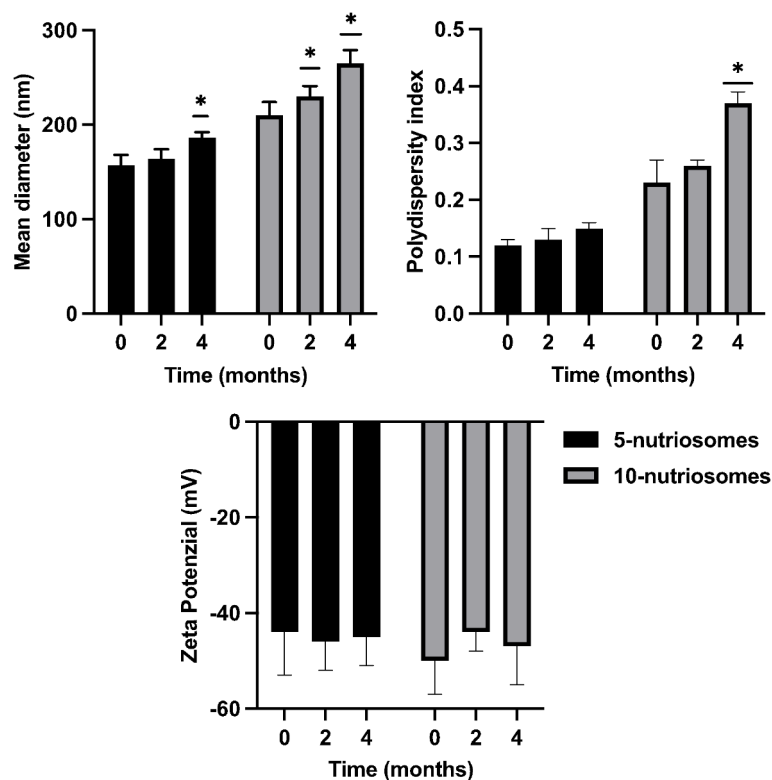 Mean diameter (nm)
300
200
100
0
*
*
*
0 2 4 0 2 4
Time (months)
Polydispersity index
0.5
0.4
0.3
0.2
0.1
0.0
*
0 2 4 0 2 4
Time (months)
Zeta Potenzial (mV)
0
-20
-40
-60
0 2 4 0 2 4
Time (months)
5-nutriosomes
10-nutriosomes